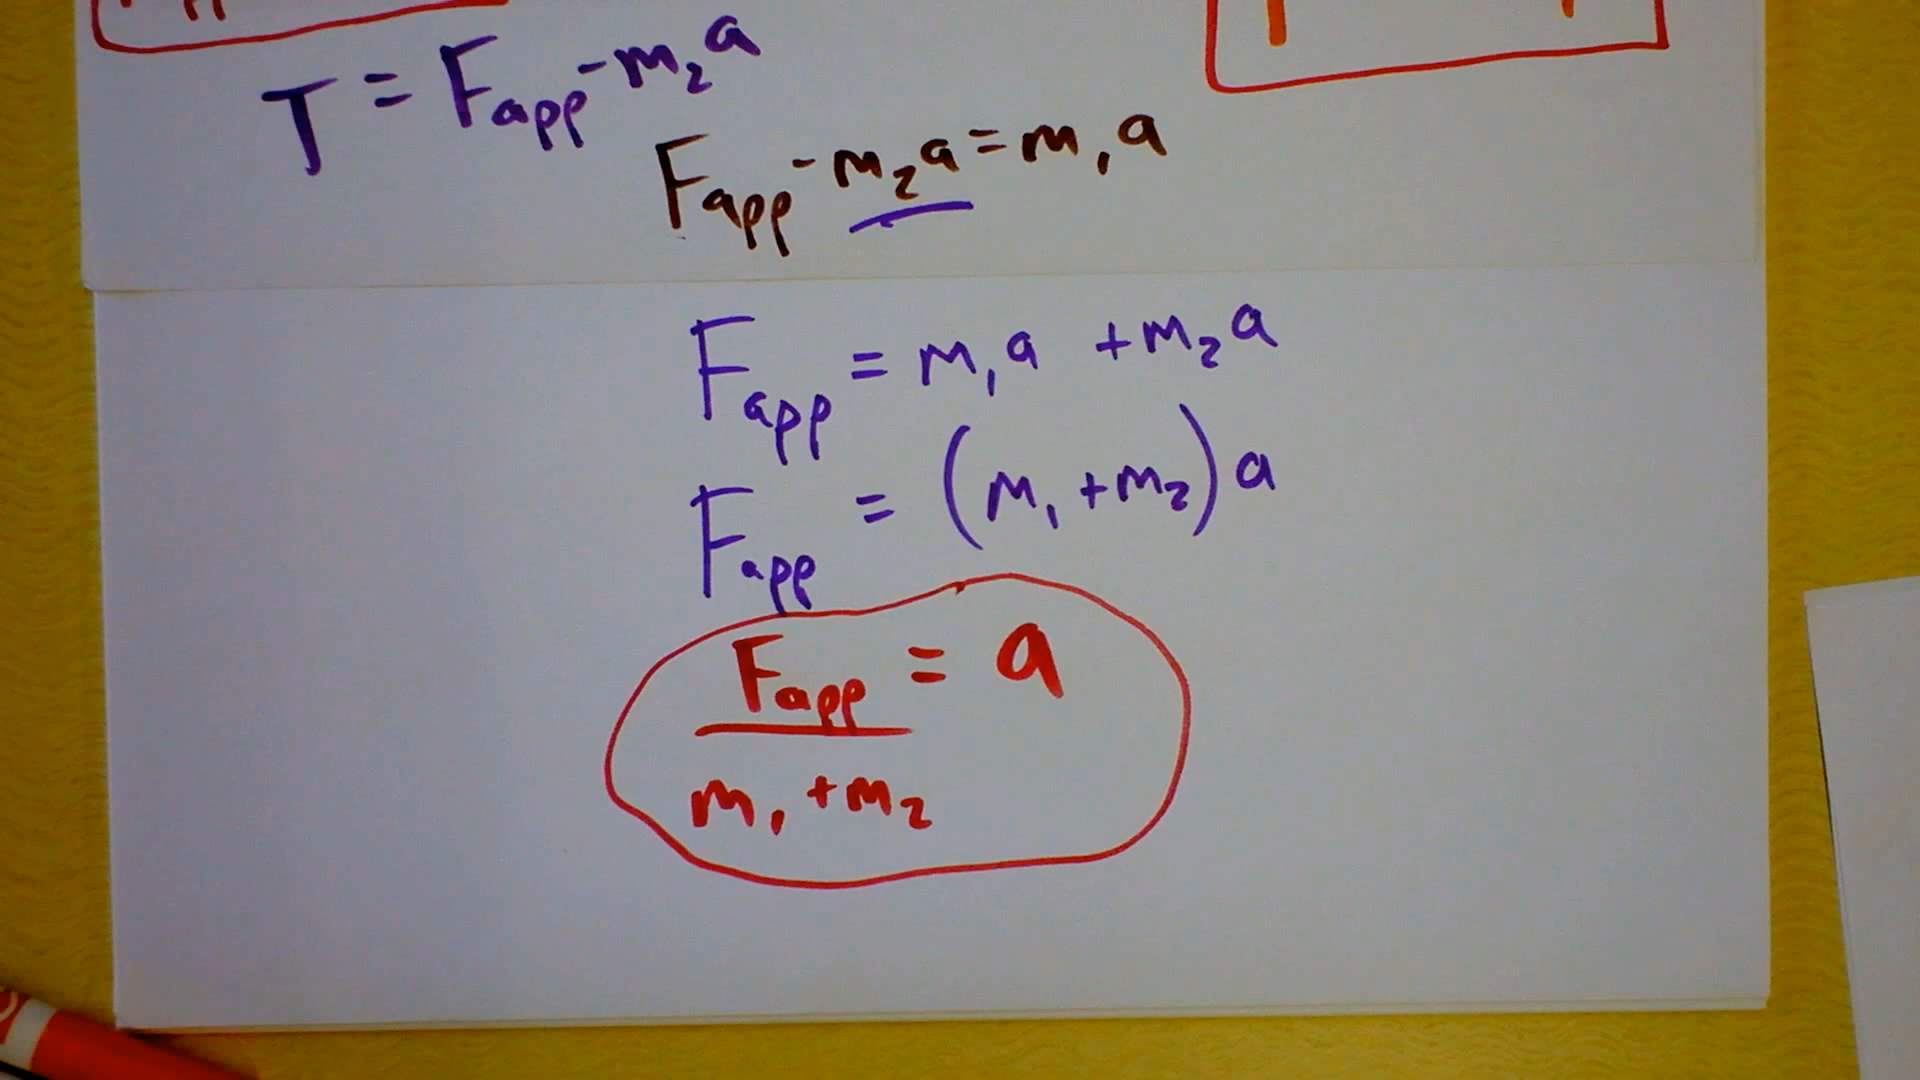 T = Fapp - m₂a
Fapp - m₂a = m₁a
Fapp = m₁a + m₂a
Fapp = (m₁ + m₂)a
Fapp = a
m₁ + m₂